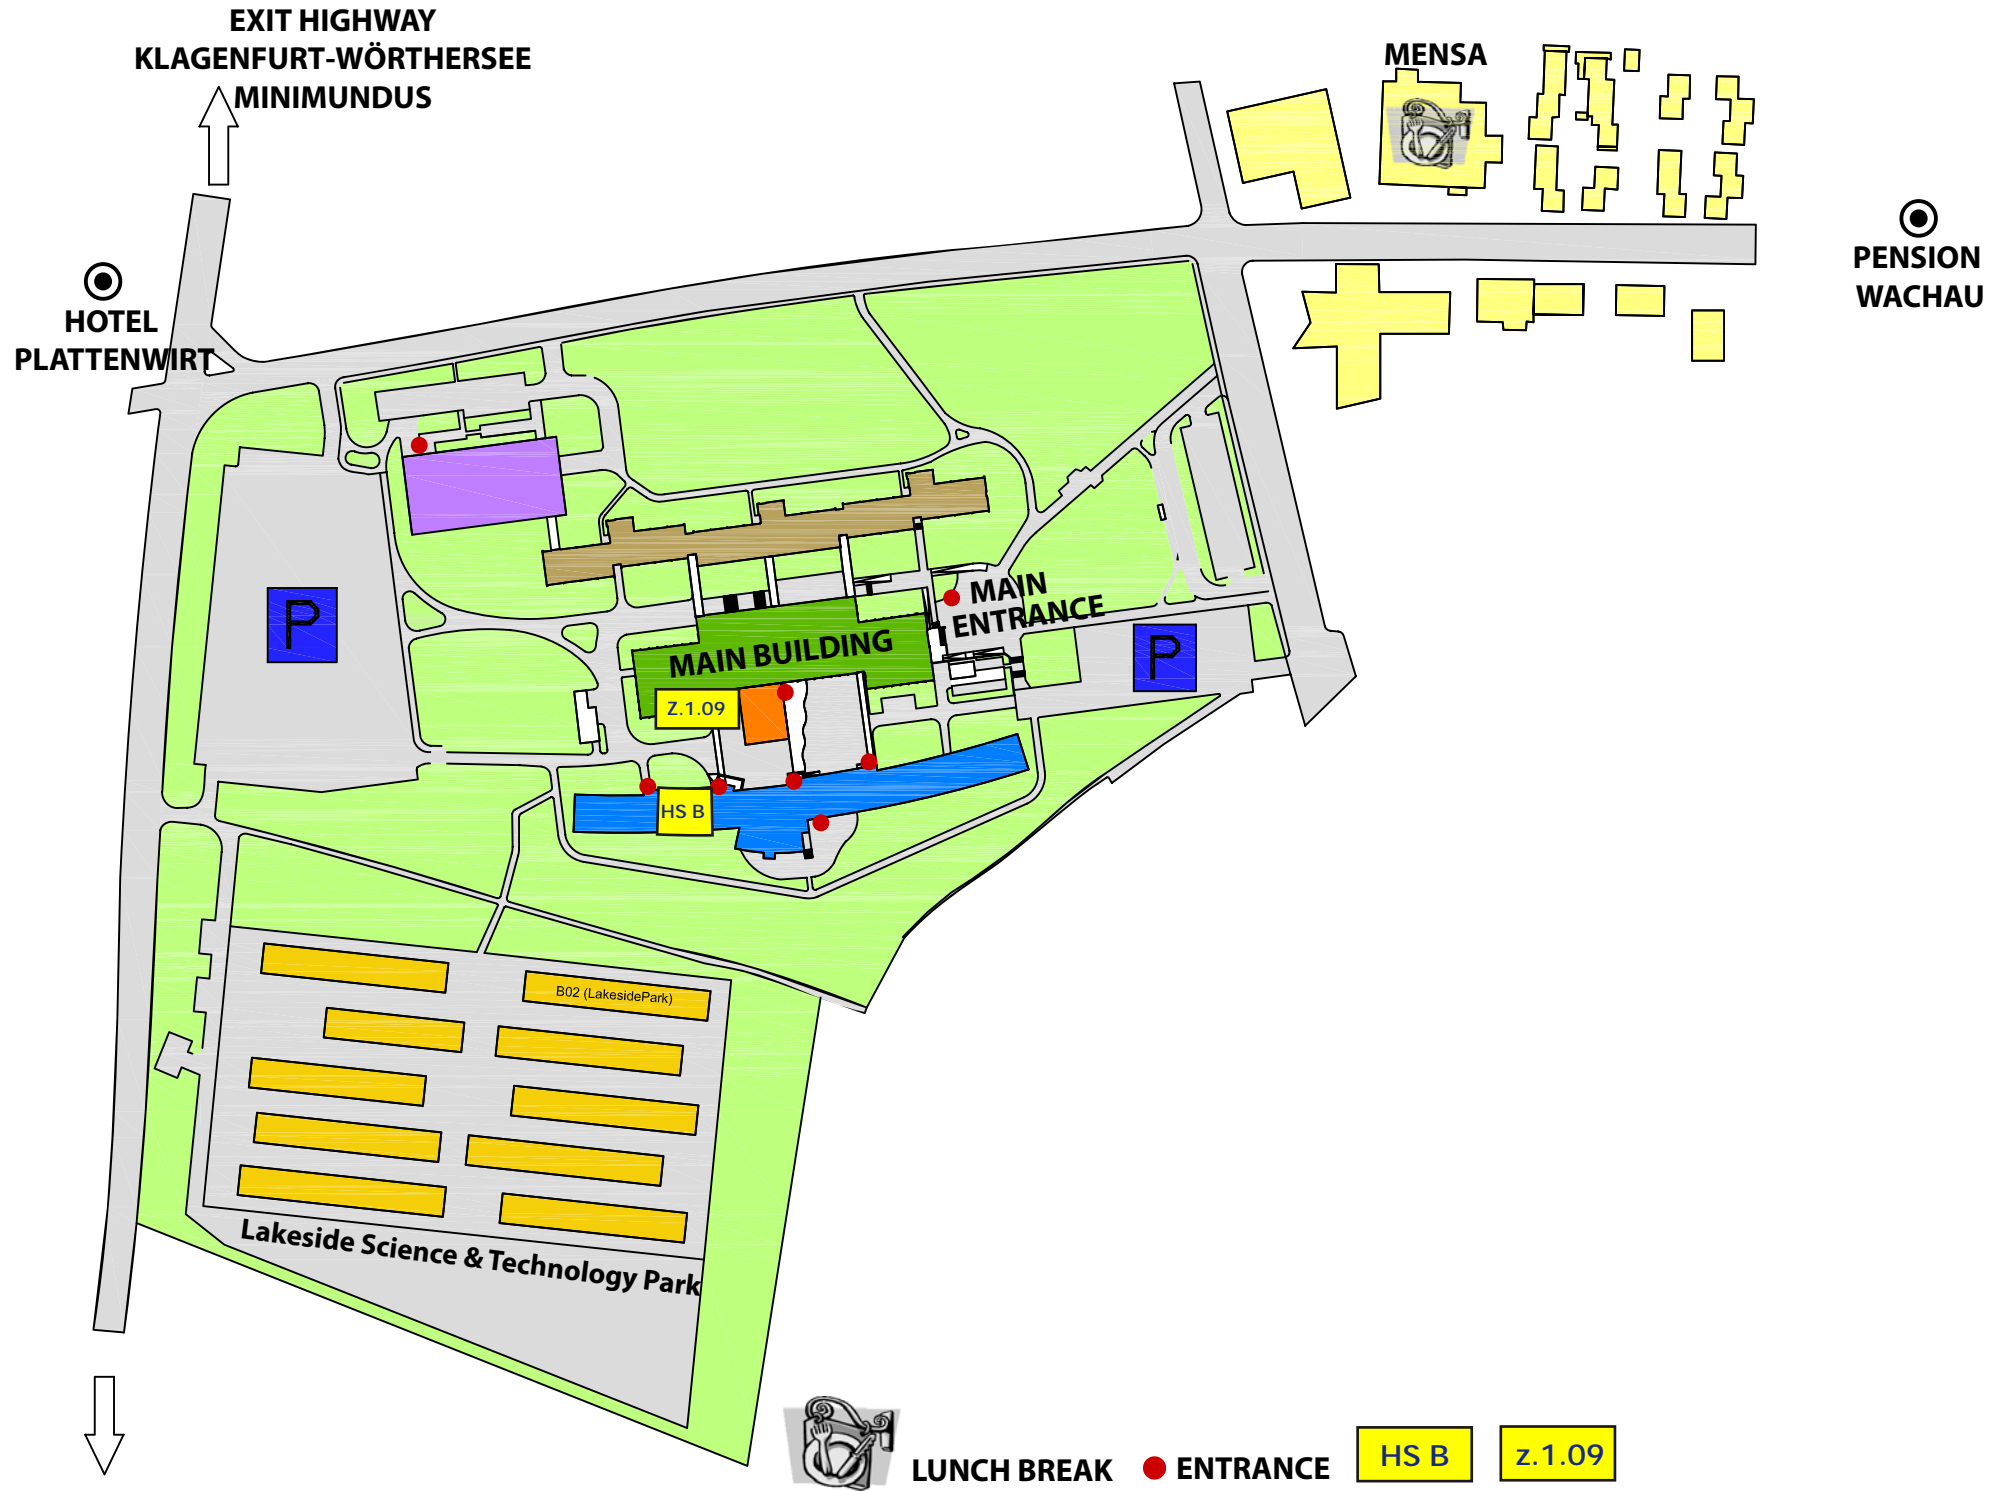 EXIT HIGHWAY
KLAGENFURT-WÖRTHERSEE
MINIMUNDUS
MENSA
HOTEL
PLATTENWIRT
PENSION
WACHAU
P
MAIN
ENTRANCE
MAIN BUILDING
P
Z.1.09
HS B
B02 (LakesidePark)
Lakeside Science & Technology Park
LUNCH BREAK
ENTRANCE
HS B
z.1.09